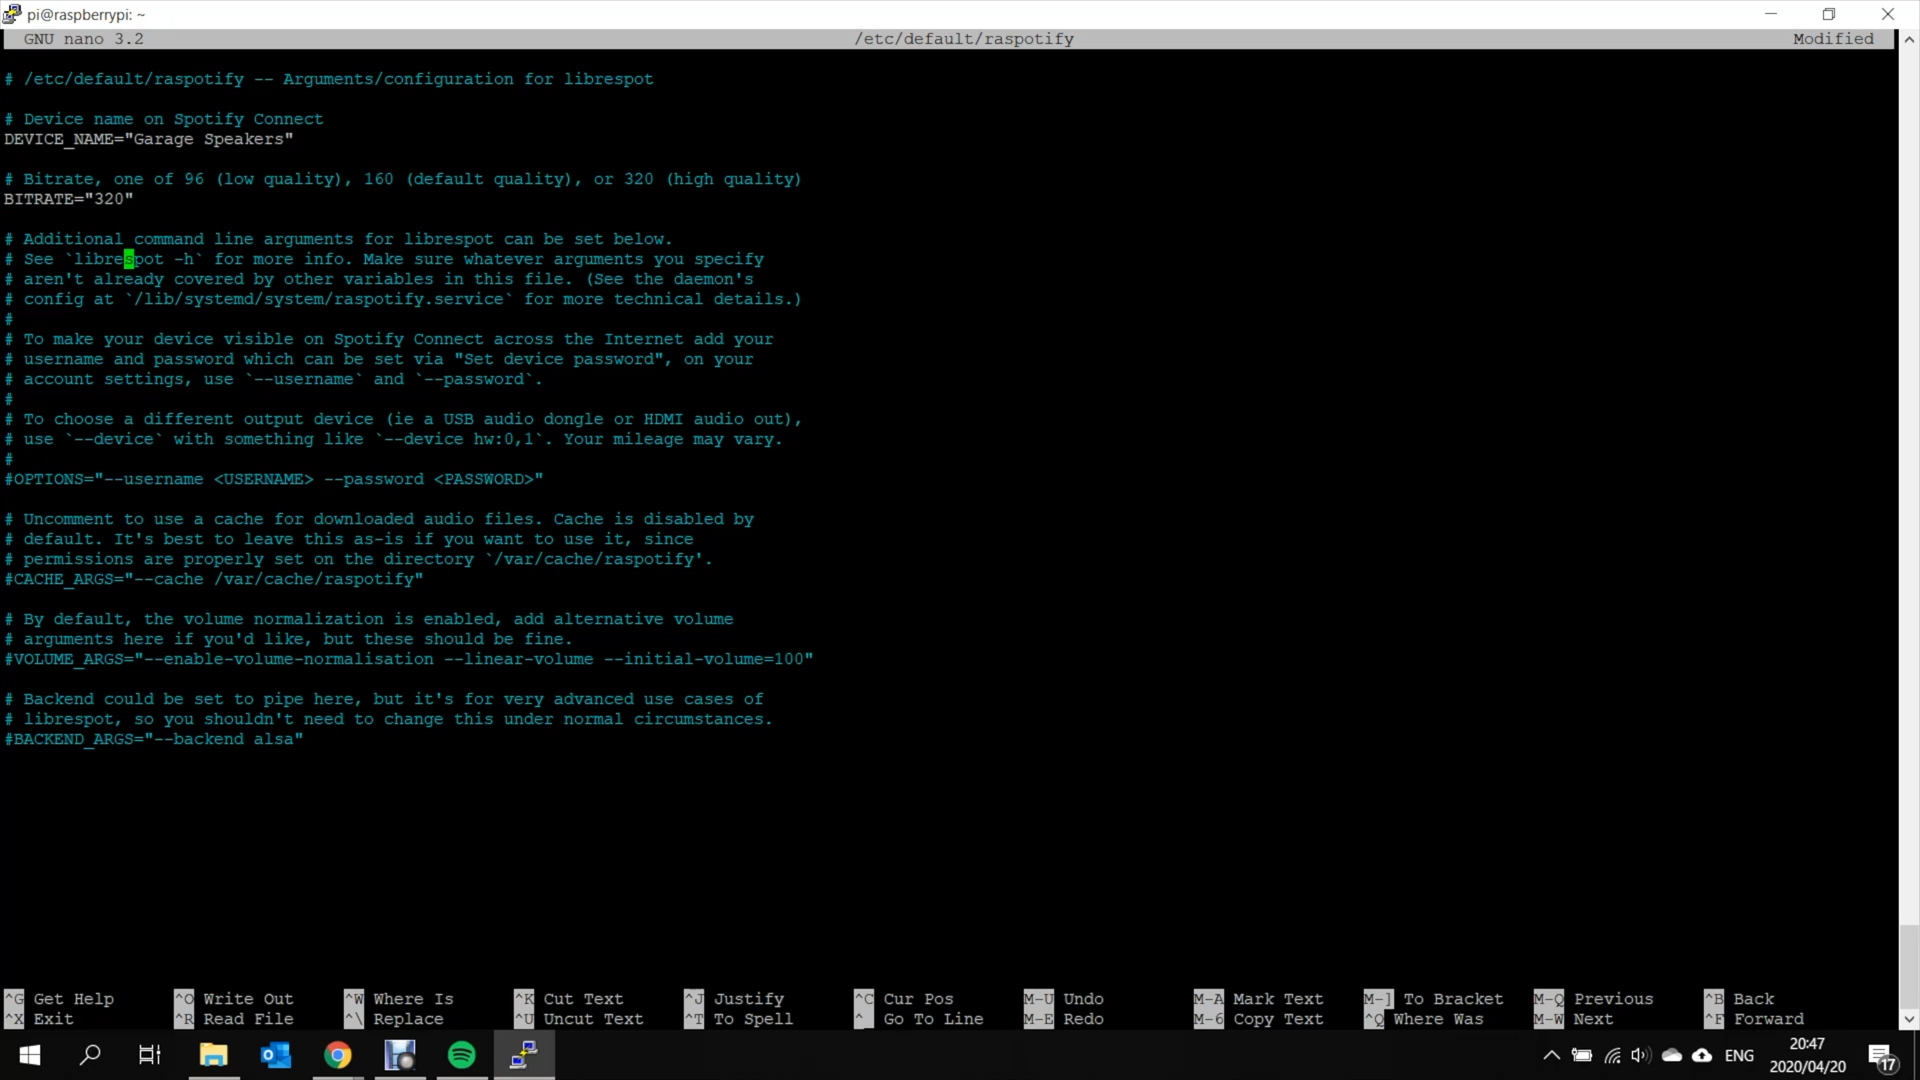 pi@raspberrypi: ~
GNU nano 3.2 /etc/default/raspotify Modified
# /etc/default/raspotify -- Arguments/configuration for librespot
# Device name on Spotify Connect
DEVICE_NAME="Garage Speakers"
# Bitrate, one of 96 (low quality), 160 (default quality), or 320 (high quality)
BITRATE="320"
# Additional command line arguments for librespot can be set below.
# See `librespot -h` for more info. Make sure whatever arguments you specify
# aren't already covered by other variables in this file. (See the daemon's
# config at `/lib/systemd/system/raspotify.service` for more technical details.)
#
# To make your device visible on Spotify Connect across the Internet add your
# username and password which can be set via "Set device password", on your
# account settings, use `--username` and `--password`.
#
# To choose a different output device (ie a USB audio dongle or HDMI audio out),
# use `--device` with something like `--device hw:0,1`. Your mileage may vary.
#
#OPTIONS="--username <USERNAME> --password <PASSWORD>"
# Uncomment to use a cache for downloaded audio files. Cache is disabled by
# default. It's best to leave this as-is if you want to use it, since
# permissions are properly set on the directory `/var/cache/raspotify'.
#CACHE_ARGS="--cache /var/cache/raspotify"
# By default, the volume normalization is enabled, add alternative volume
# arguments here if you'd like, but these should be fine.
#VOLUME_ARGS="--enable-volume-normalisation --linear-volume --initial-volume=100"
# Backend could be set to pipe here, but it's for very advanced use cases of
# librespot, so you shouldn't need to change this under normal circumstances.
#BACKEND_ARGS="--backend alsa"
^G Get Help ^O Write Out ^W Where Is ^K Cut Text ^J Justify ^C Cur Pos M-U Undo M-A Mark Text M-] To Bracket M-Q Previous ^B Back
^X Exit ^R Read File ^\ Replace ^U Uncut Text ^T To Spell ^_ Go To Line M-E Redo M-6 Copy Text ^Q Where Was M-W Next ^F Forward
ENG
20:47
2020/04/20
17